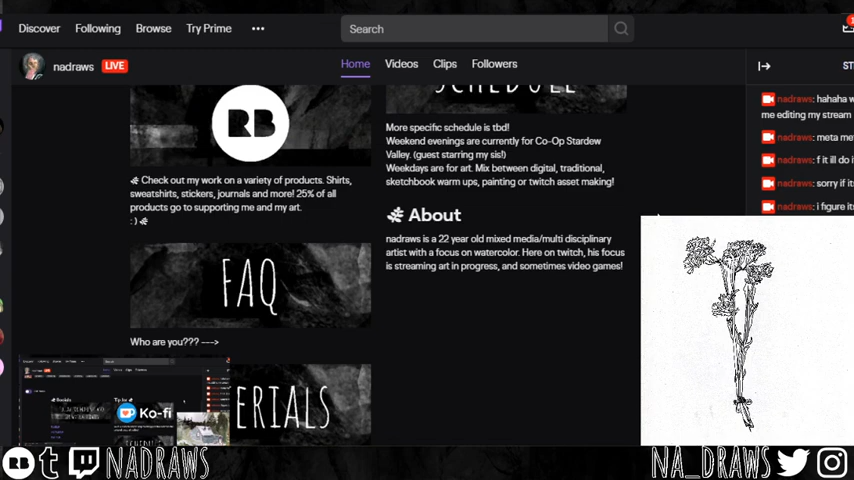 Discover Following Browse Try Prime ••• Search
nadraws LIVE Home Videos Clips Followers
RB
Check out my work on a variety of products. Shirts,
sweatshirts, stickers, journals and more! 25% of all
products go to supporting me and my art.
: )
FAQ
Who are you??? --->
ERIALS
SCHEDULE
More specific schedule is tbd!
Weekend evenings are currently for Co-Op Stardew
Valley. (guest starring my sis!)
Weekdays are for art. Mix between digital, traditional,
sketchbook warm ups, painting or twitch asset making!
About
nadraws is a 22 year old mixed media/multi disciplinary
artist with a focus on watercolor. Here on twitch, his focus
is streaming art in progress, and sometimes video games!
ST
nadraws: hahaha w
me editing my stream
nadraws: meta me
nadraws: f it ill do i
nadraws: sorry if it
nadraws: i figure it
Ko-fi
RB t NADRAWS
NA_DRAWS